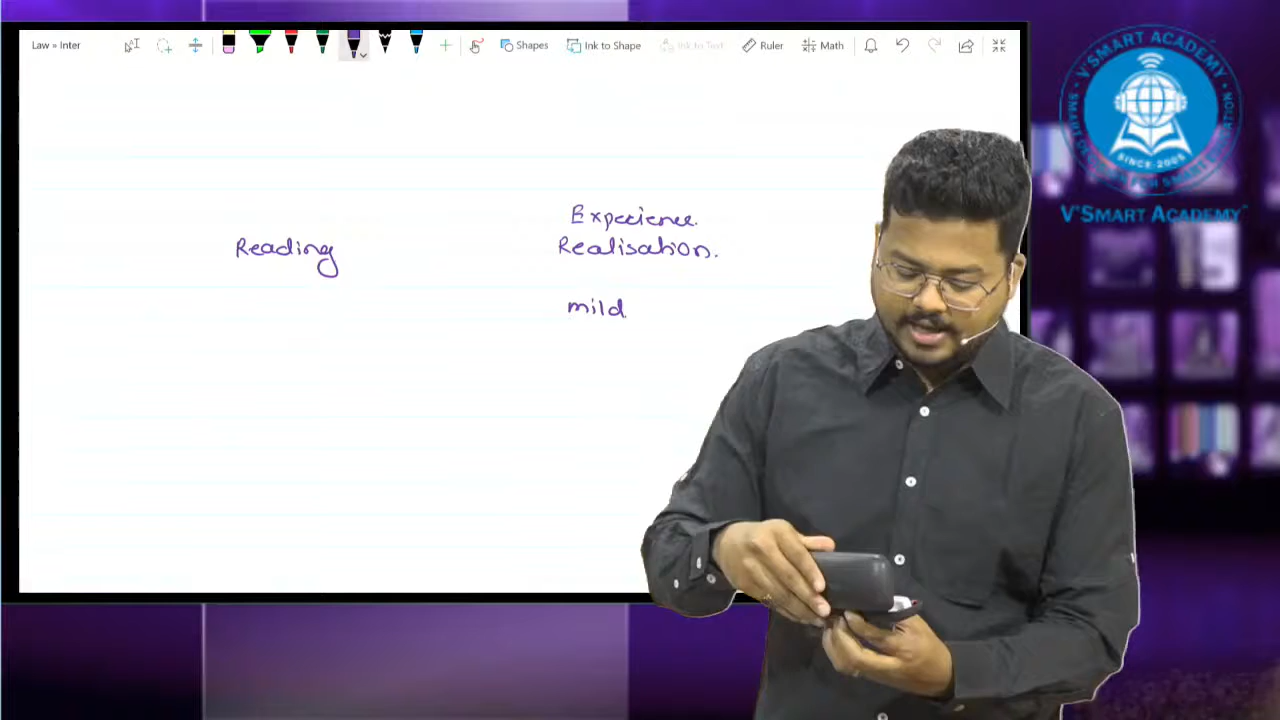 Law » Inter
Shapes
Ink to Shape
Ink to Text
Ruler
Math
V'SMART ACADEMY
SINCE-2005
V'SMART ACADEMY
Experience.
Reading
Realisation.
mild.